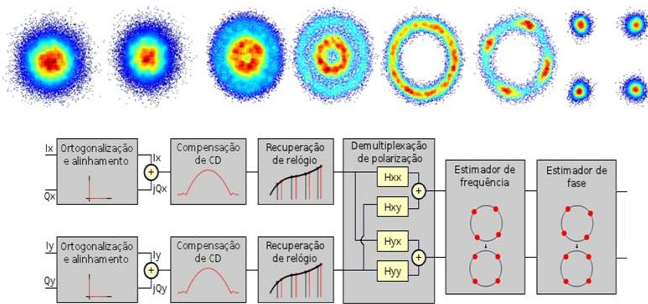 Ix
Qx
Ortogonalização
e alinhamento
Ix
+
jQx
Compensação
de CD
Recuperação
de relógio
Demultiplexação
de polarização
Hxx
+
Hxy
Hyx
+
Hyy
Estimador de
frequência
Estimador de
fase
Iy
Qy
Ortogonalização
e alinhamento
Iy
+
jQy
Compensação
de CD
Recuperação
de relógio